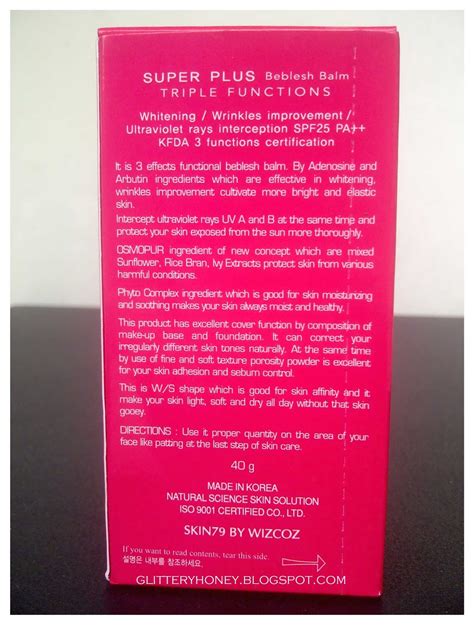 SUPER PLUS Beblesh Balm
TRIPLE FUNCTIONS
Whitening / Wrinkles improvement /
Ultraviolet rays interception SPF25 PA++
KFDA 3 functions certification
It is 3 effects functional beblesh balm. By Adenosine and
Arbutin ingredients which are effective in whitening,
wrinkles improvement cultivate more bright and elastic
skin.
Intercept ultraviolet rays UV A and B at the same time and
protect your skin exposed from the sun more thoroughly.
OSMOPUR ingredient of new concept which are mixed
Sunflower, Rice Bran, Ivy Extracts protect skin from various
harmful conditions.
Phyto Complex ingredient which is good for skin moisturizing
and soothing makes your skin always moist and healthy.
This product has excellent cover function by composition of
make-up base and foundation. It can correct your
irregularly different skin tones naturally. At the same time
by use of fine and soft texture porosity powder is excellent
for your skin adhesion and sebum control.
This is W/S shape which is good for skin affinity and it
make your skin light, soft and dry all day without that skin
gooey.
DIRECTIONS : Use it proper quantity on the area of your
face like patting at the last step of skin care.
40 g
MADE IN KOREA
NATURAL SCIENCE SKIN SOLUTION
ISO 9001 CERTIFIED CO., LTD.
SKIN79 BY WIZCOZ
If you want to read contents, tear this side.
설명은 내부를 참조하세요.
GLITTERYHONEY.BLOGSPOT.COM